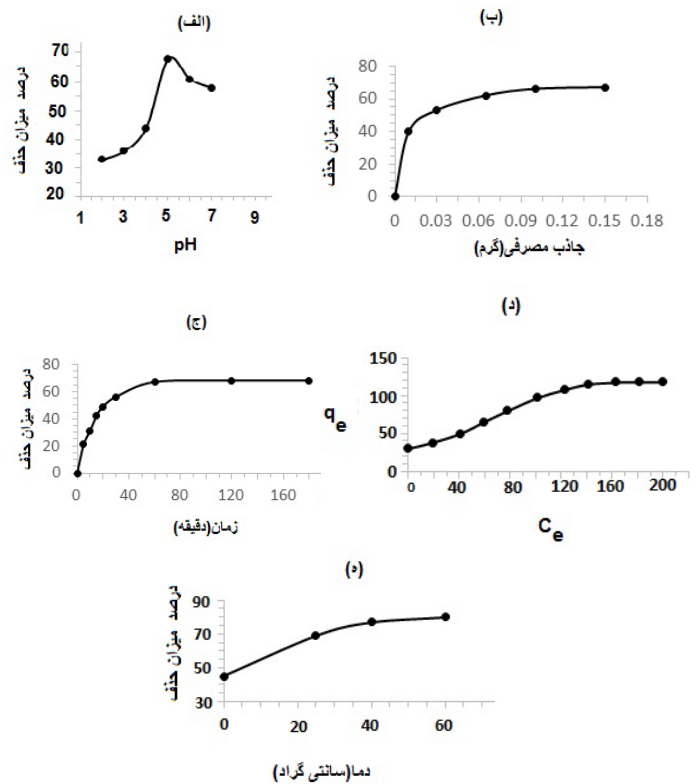 (الف)
درصد میزان حذف
70
60
50
40
30
20
1 3 5 7 9
pH
(ب)
درصد میزان حذف
80
60
40
20
0
0 0.03 0.06 0.09 0.12 0.15 0.18
جاذب مصرفی(گرم)
(ج)
درصد میزان حذف
80
60
40
20
0
0 40 80 120 160
زمان(دقیقه)
(د)
qe
150
100
50
0
0 40 80 120 160 200
Ce
(ه)
درصد میزان حذف
90
70
50
30
0 20 40 60
دما(سانتی گراد)